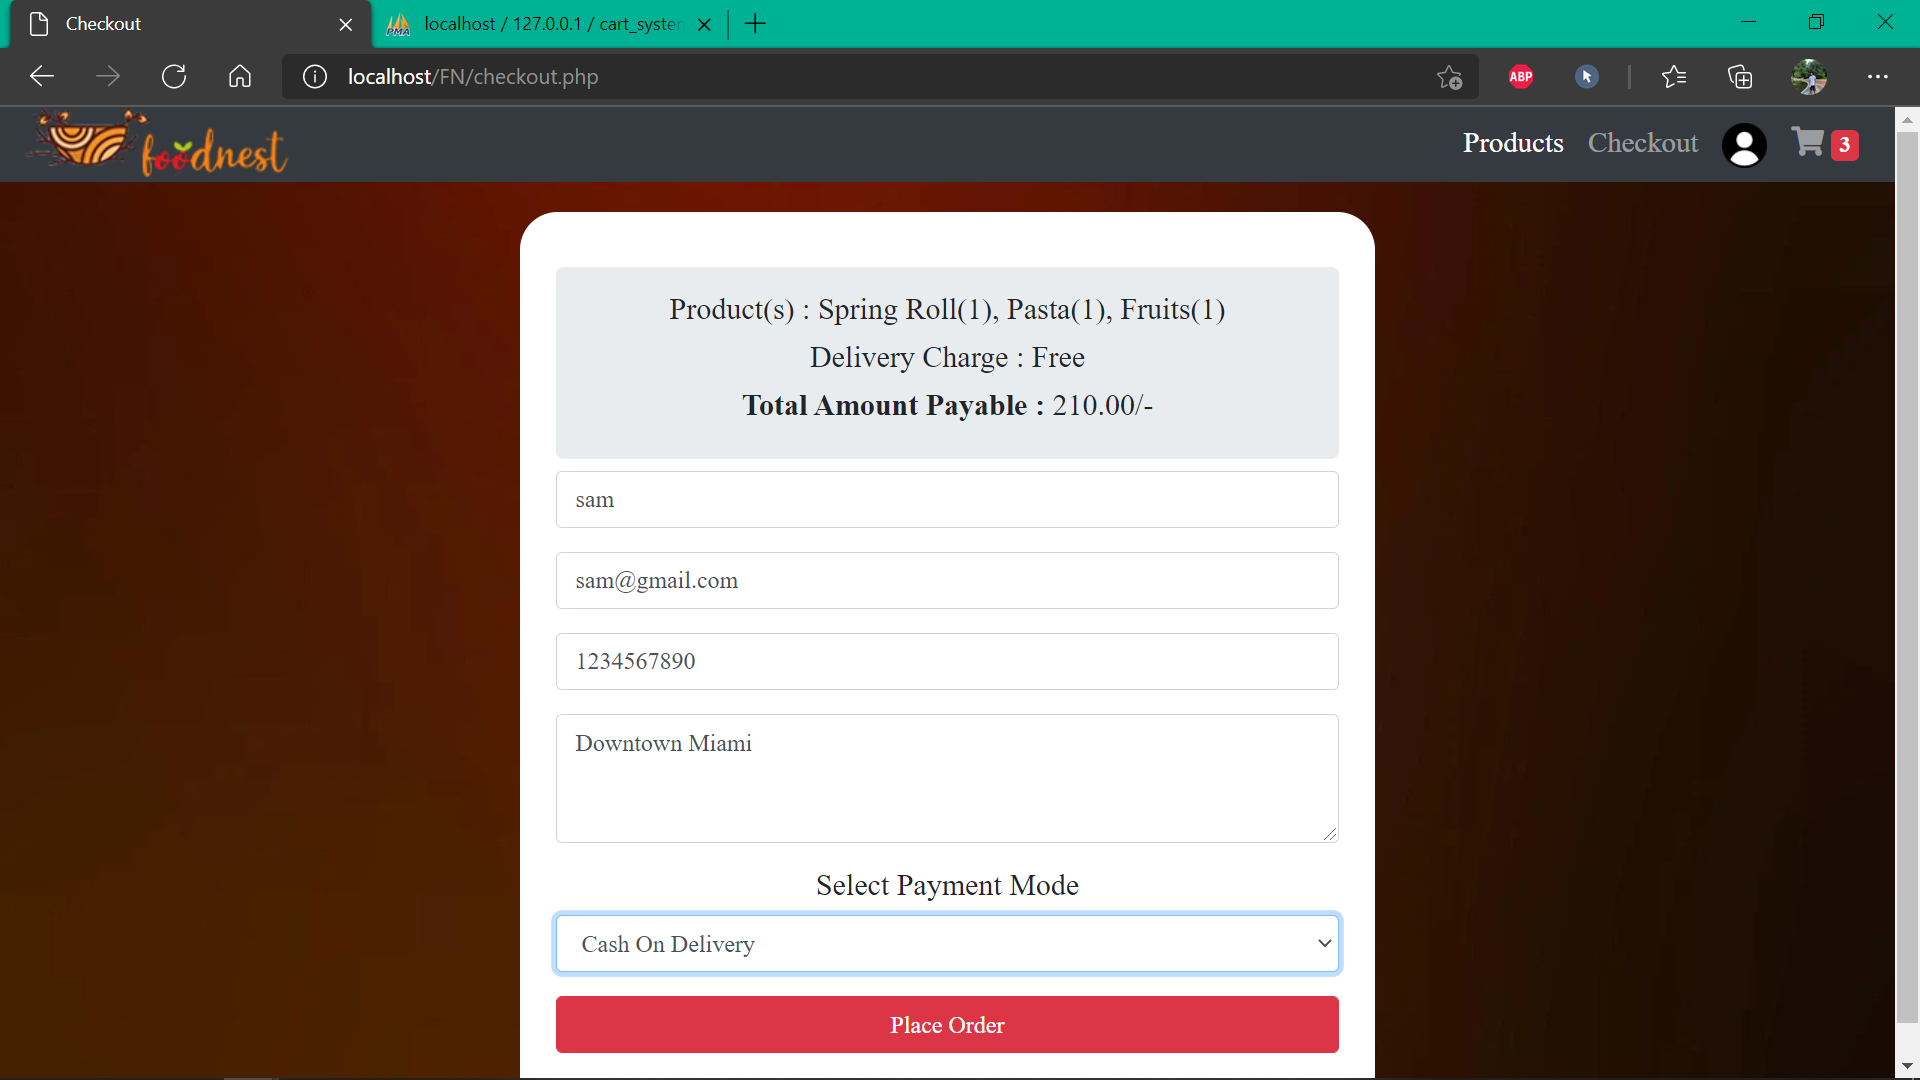 Checkout
localhost / 127.0.0.1 / cart_system
localhost/FN/checkout.php
ABP
foodnest
Products
Checkout
3
Product(s) : Spring Roll(1), Pasta(1), Fruits(1)
Delivery Charge : Free
Total Amount Payable : 210.00/-
sam
sam@gmail.com
1234567890
Downtown Miami
Select Payment Mode
Cash On Delivery
Place Order